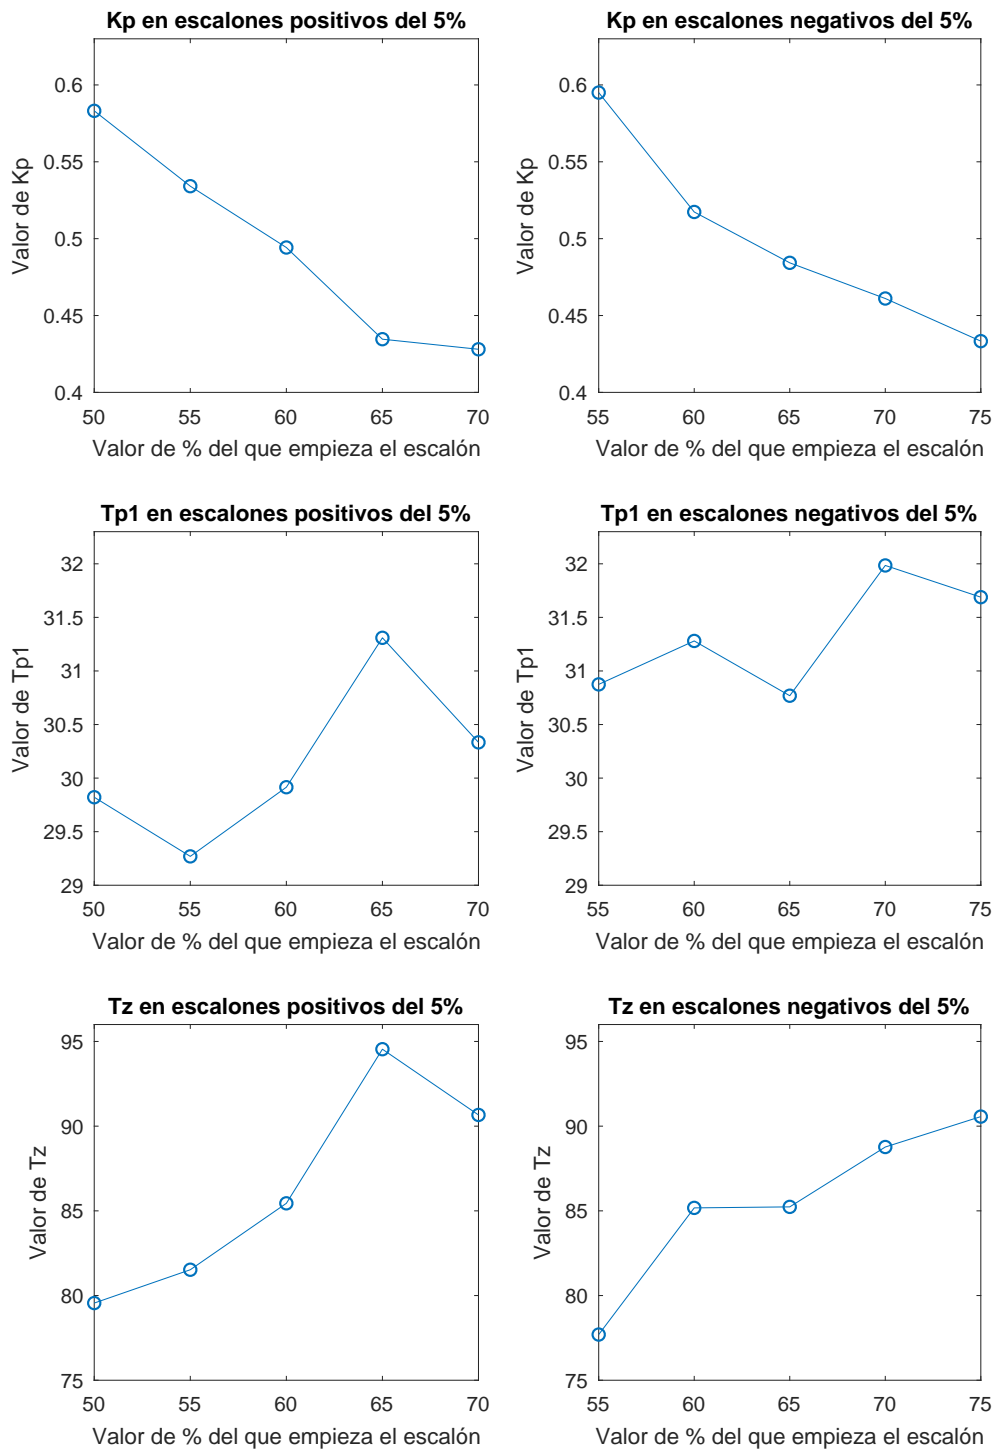 Kp en escalones positivos del 5%
0.6
0.55
0.5
0.45
0.4
Valor de Kp
50 55 60 65 70
Valor de % del que empieza el escalón
Kp en escalones negativos del 5%
0.6
0.55
0.5
0.45
0.4
Valor de Kp
55 60 65 70 75
Valor de % del que empieza el escalón
Tp1 en escalones positivos del 5%
32
31.5
31
30.5
30
29.5
29
Valor de Tp1
50 55 60 65 70
Valor de % del que empieza el escalón
Tp1 en escalones negativos del 5%
32
31.5
31
30.5
30
29.5
29
Valor de Tp1
55 60 65 70 75
Valor de % del que empieza el escalón
Tz en escalones positivos del 5%
95
90
85
80
75
Valor de Tz
50 55 60 65 70
Valor de % del que empieza el escalón
Tz en escalones negativos del 5%
95
90
85
80
75
Valor de Tz
55 60 65 70 75
Valor de % del que empieza el escalón